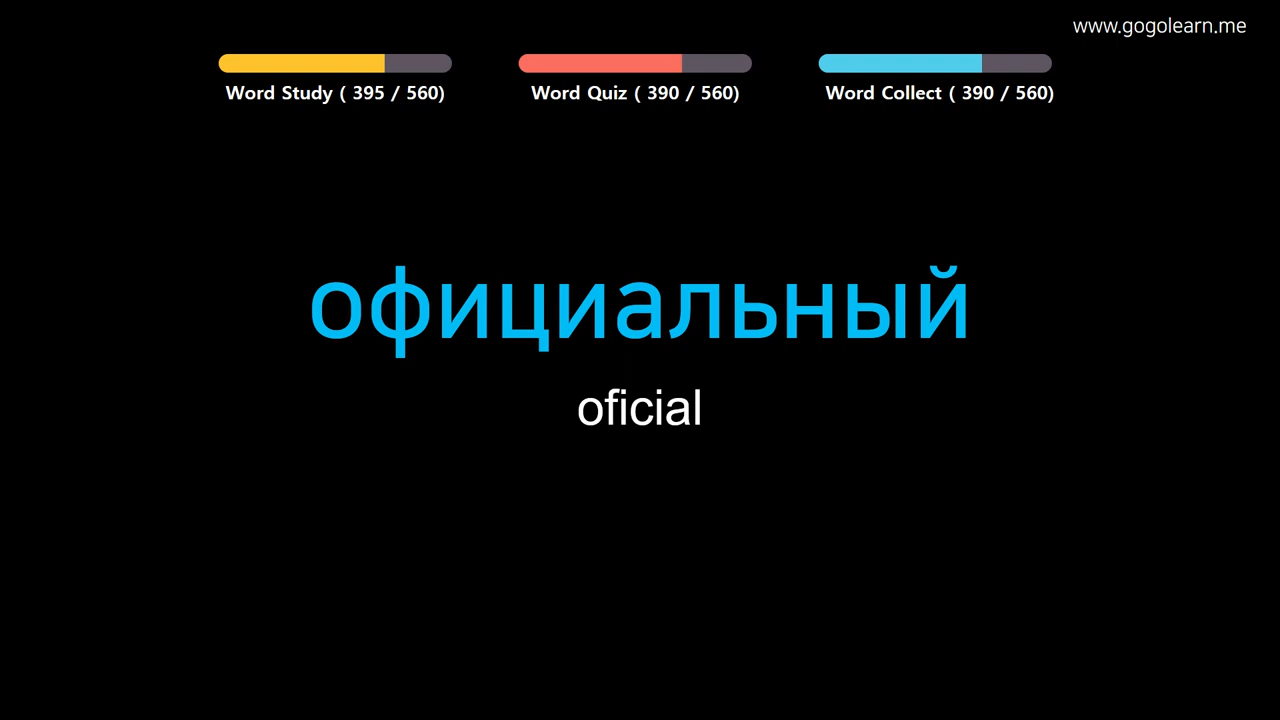 www.gogolearn.me
Word Study ( 395 / 560)
Word Quiz ( 390 / 560)
Word Collect ( 390 / 560)
официальный
oficial